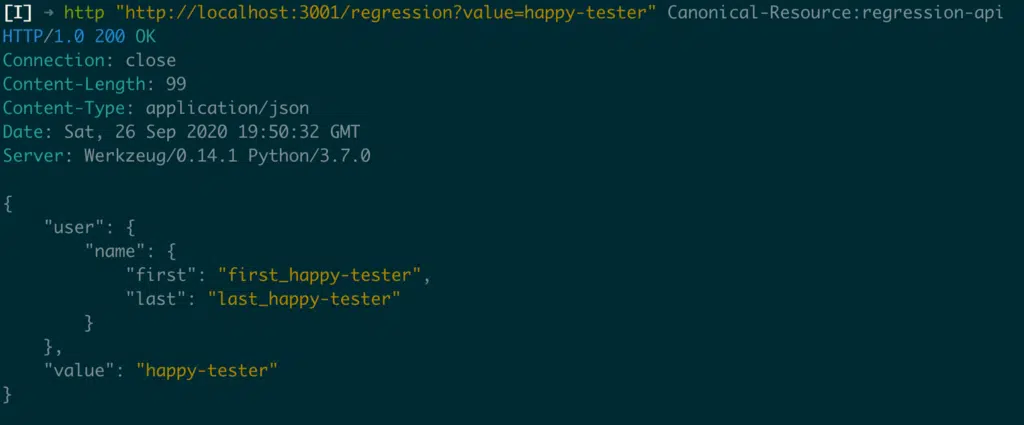 [I] → http "http://localhost:3001/regression?value=happy-tester" Canonical-Resource:regression-api
HTTP/1.0 200 OK
Connection: close
Content-Length: 99
Content-Type: application/json
Date: Sat, 26 Sep 2020 19:50:32 GMT
Server: Werkzeug/0.14.1 Python/3.7.0

{
    "user": {
        "name": {
            "first": "first_happy-tester",
            "last": "last_happy-tester"
        }
    },
    "value": "happy-tester"
}